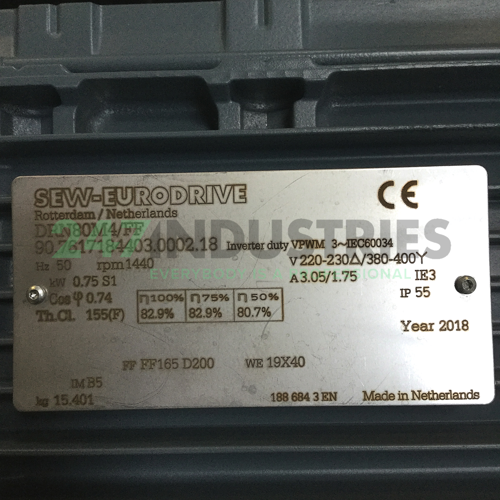 SEW-EURODRIVE
Rotterdam / Netherlands
DRN80M4/FF
90.7817184403.0002.18 Inverter duty VPWM 3~IEC60034
Hz 50 rpm 1440 V 220-230Δ/380-400Y
kW 0.75 S1 A 3.05/1.75 IE3
Cos φ 0.74 η100% η75% η50% IP 55
Th.Cl. 155(F) 82.9% 82.9% 80.7% Year 2018
FF FF165 D200 WE 19X40
IM B5
kg 15.401 188 684 3 EN Made in Netherlands
INDUSTRIES